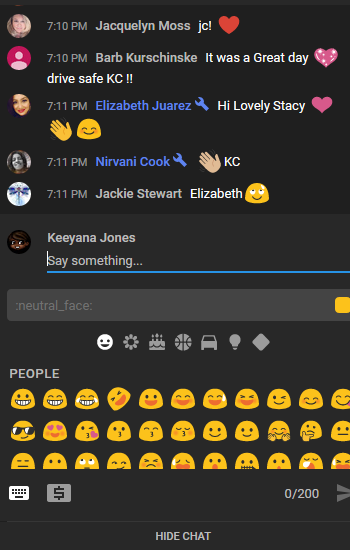 7:10 PM Jacquelyn Moss jc!
7:10 PM Barb Kurschinske It was a Great day
drive safe KC !!
7:11 PM Elizabeth Juarez Hi Lovely Stacy
7:11 PM Nirvani Cook KC
7:11 PM Jackie Stewart Elizabeth
Keeyana Jones
Say something...
:neutral_face:
PEOPLE
0/200
HIDE CHAT